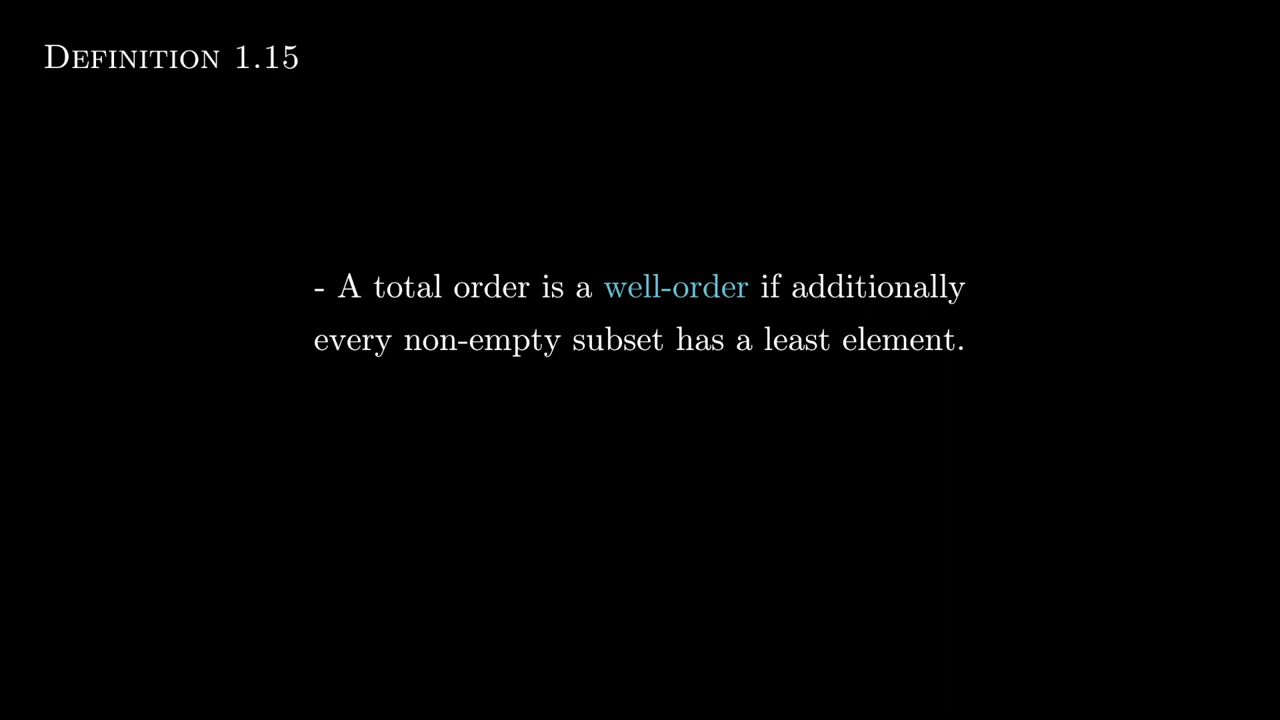 Definition 1.15
- A total order is a well-order if additionally
every non-empty subset has a least element.